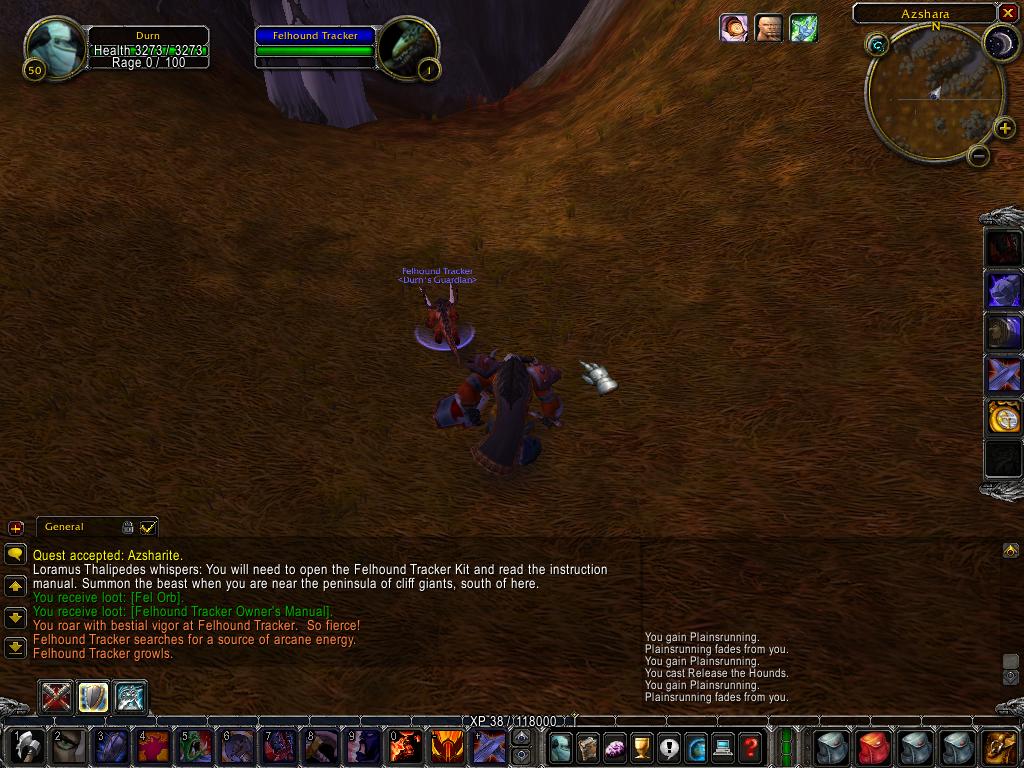 Durn
Health 3273 / 3273
Rage 0 / 100
50
Felhound Tracker
1
Azshara
N
Felhound Tracker
<Durn's Guardian>
General
Quest accepted: Azsharite.
Loramus Thalipedes whispers: You will need to open the Felhound Tracker Kit and read the instruction
manual. Summon the beast when you are near the peninsula of cliff giants, south of here.
You receive loot: [Fel Orb].
You receive loot: [Felhound Tracker Owner's Manual].
You roar with bestial vigor at Felhound Tracker.  So fierce!
Felhound Tracker searches for a source of arcane energy.
Felhound Tracker growls.
You gain Plainsrunning.
Plainsrunning fades from you.
You gain Plainsrunning.
You cast Release the Hounds.
You gain Plainsrunning.
Plainsrunning fades from you.
XP 38 / 118000
1 2 3 4 5 6 7 8 9 0 - +